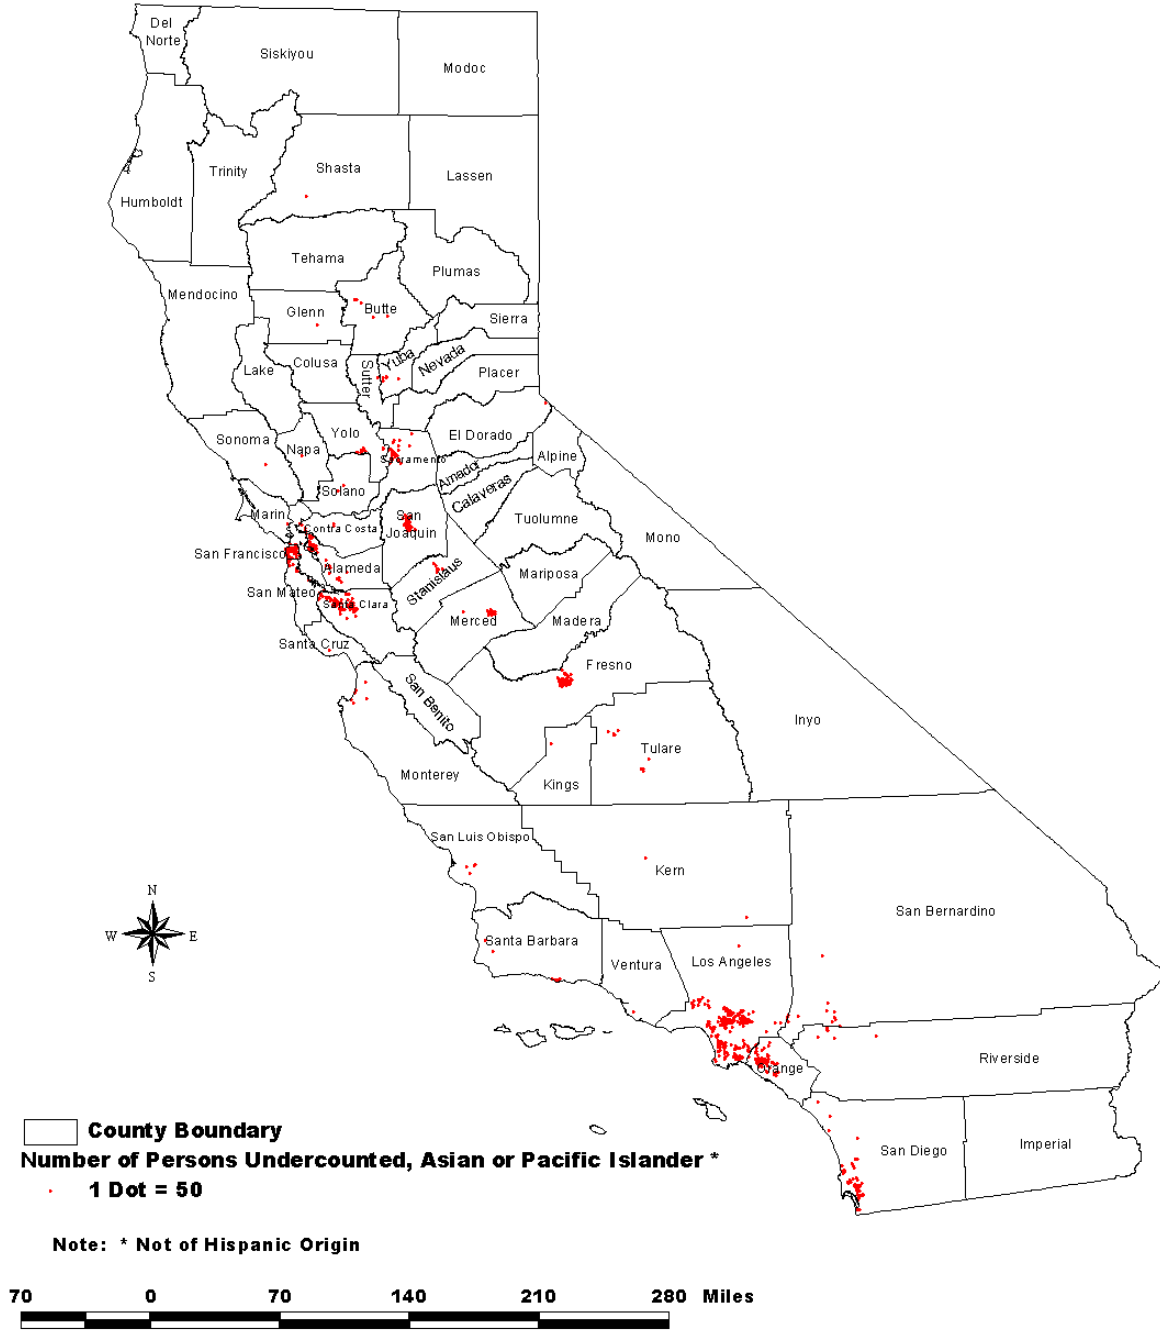 Del
Norte
Siskiyou
Modoc
Trinity
Shasta
Lassen
Humboldt
Tehama
Plumas
Mendocino
Glenn
Butte
Sierra
Lake
Colusa
Sutter
Yuba
Nevada
Placer
Sonoma
Napa
Yolo
El Dorado
Sacramento
Alpine
Amador
Solano
Calaveras
Marin
Contra Costa
San
Joaquin
Tuolumne
Mono
San Francisco
Alameda
Stanislaus
Mariposa
San Mateo
Santa Clara
Merced
Madera
Santa Cruz
Fresno
San Benito
Inyo
Tulare
Monterey
Kings
San Luis Obispo
Kern
San Bernardino
Santa Barbara
Ventura
Los Angeles
Riverside
Orange
San Diego
Imperial
N
W
E
S
County Boundary
Number of Persons Undercounted, Asian or Pacific Islander *
1 Dot = 50
Note: * Not of Hispanic Origin
70 0 70 140 210 280 Miles